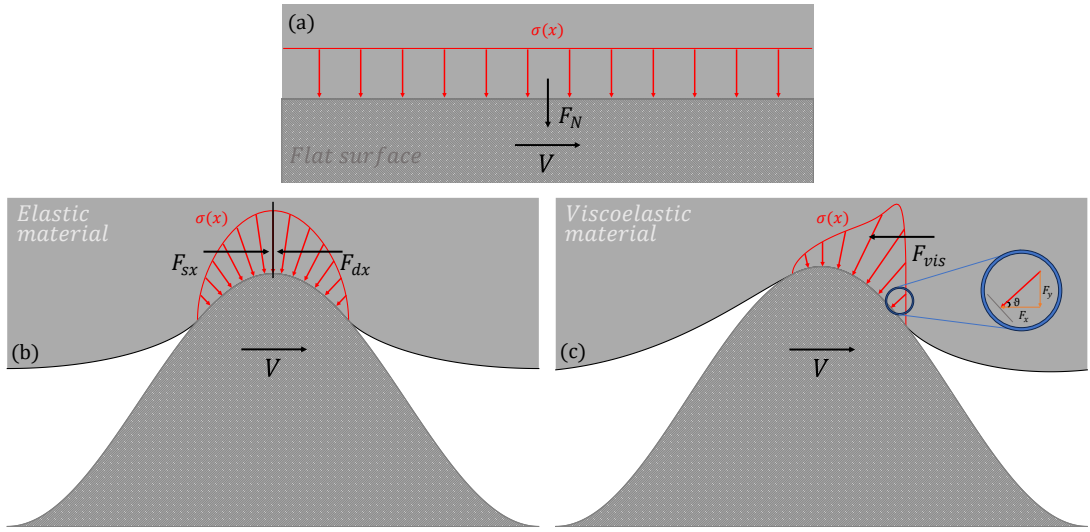 (a)
σ(x)
F_N
Flat surface
V
Elastic
material
σ(x)
F_sx
F_dx
(b)
V
Viscoelastic
material
σ(x)
F_vis
ϑ
F_y
F_x
(c)
V